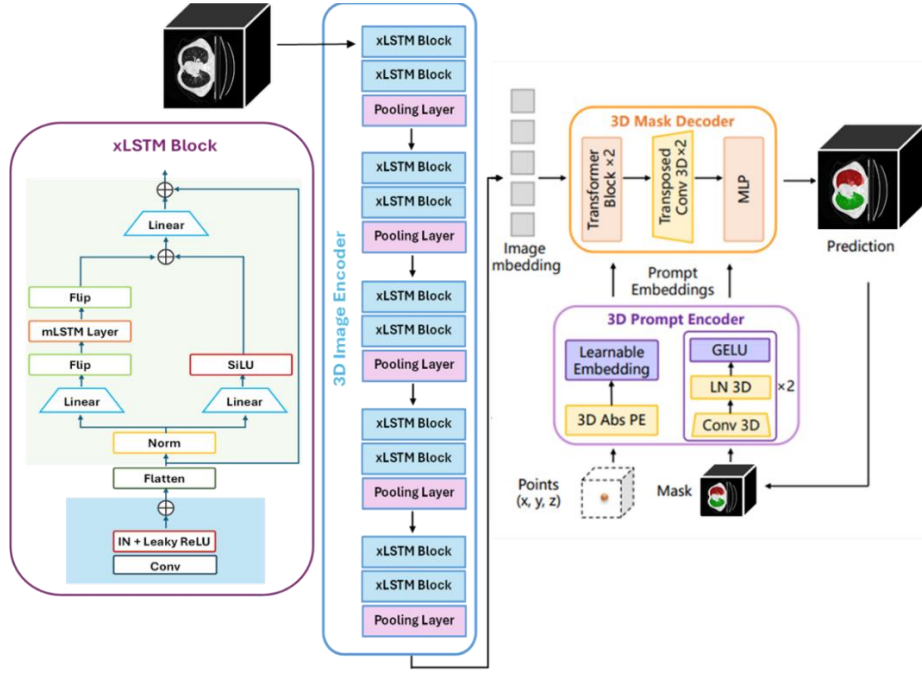 xLSTM Block
Linear
Flip
mLSTM Layer
Flip
SiLU
Linear
Linear
Norm
Flatten
IN + Leaky ReLU
Conv
3D Image Encoder
xLSTM Block
xLSTM Block
Pooling Layer
xLSTM Block
xLSTM Block
Pooling Layer
xLSTM Block
xLSTM Block
Pooling Layer
xLSTM Block
xLSTM Block
Pooling Layer
xLSTM Block
xLSTM Block
Pooling Layer
Image
mbedding
3D Mask Decoder
Transformer
Block ×2
Transposed
Conv 3D ×2
MLP
Prediction
Prompt
Embeddings
3D Prompt Encoder
Learnable
Embedding
3D Abs PE
GELU
LN 3D
×2
Conv 3D
Points
(x, y, z)
Mask